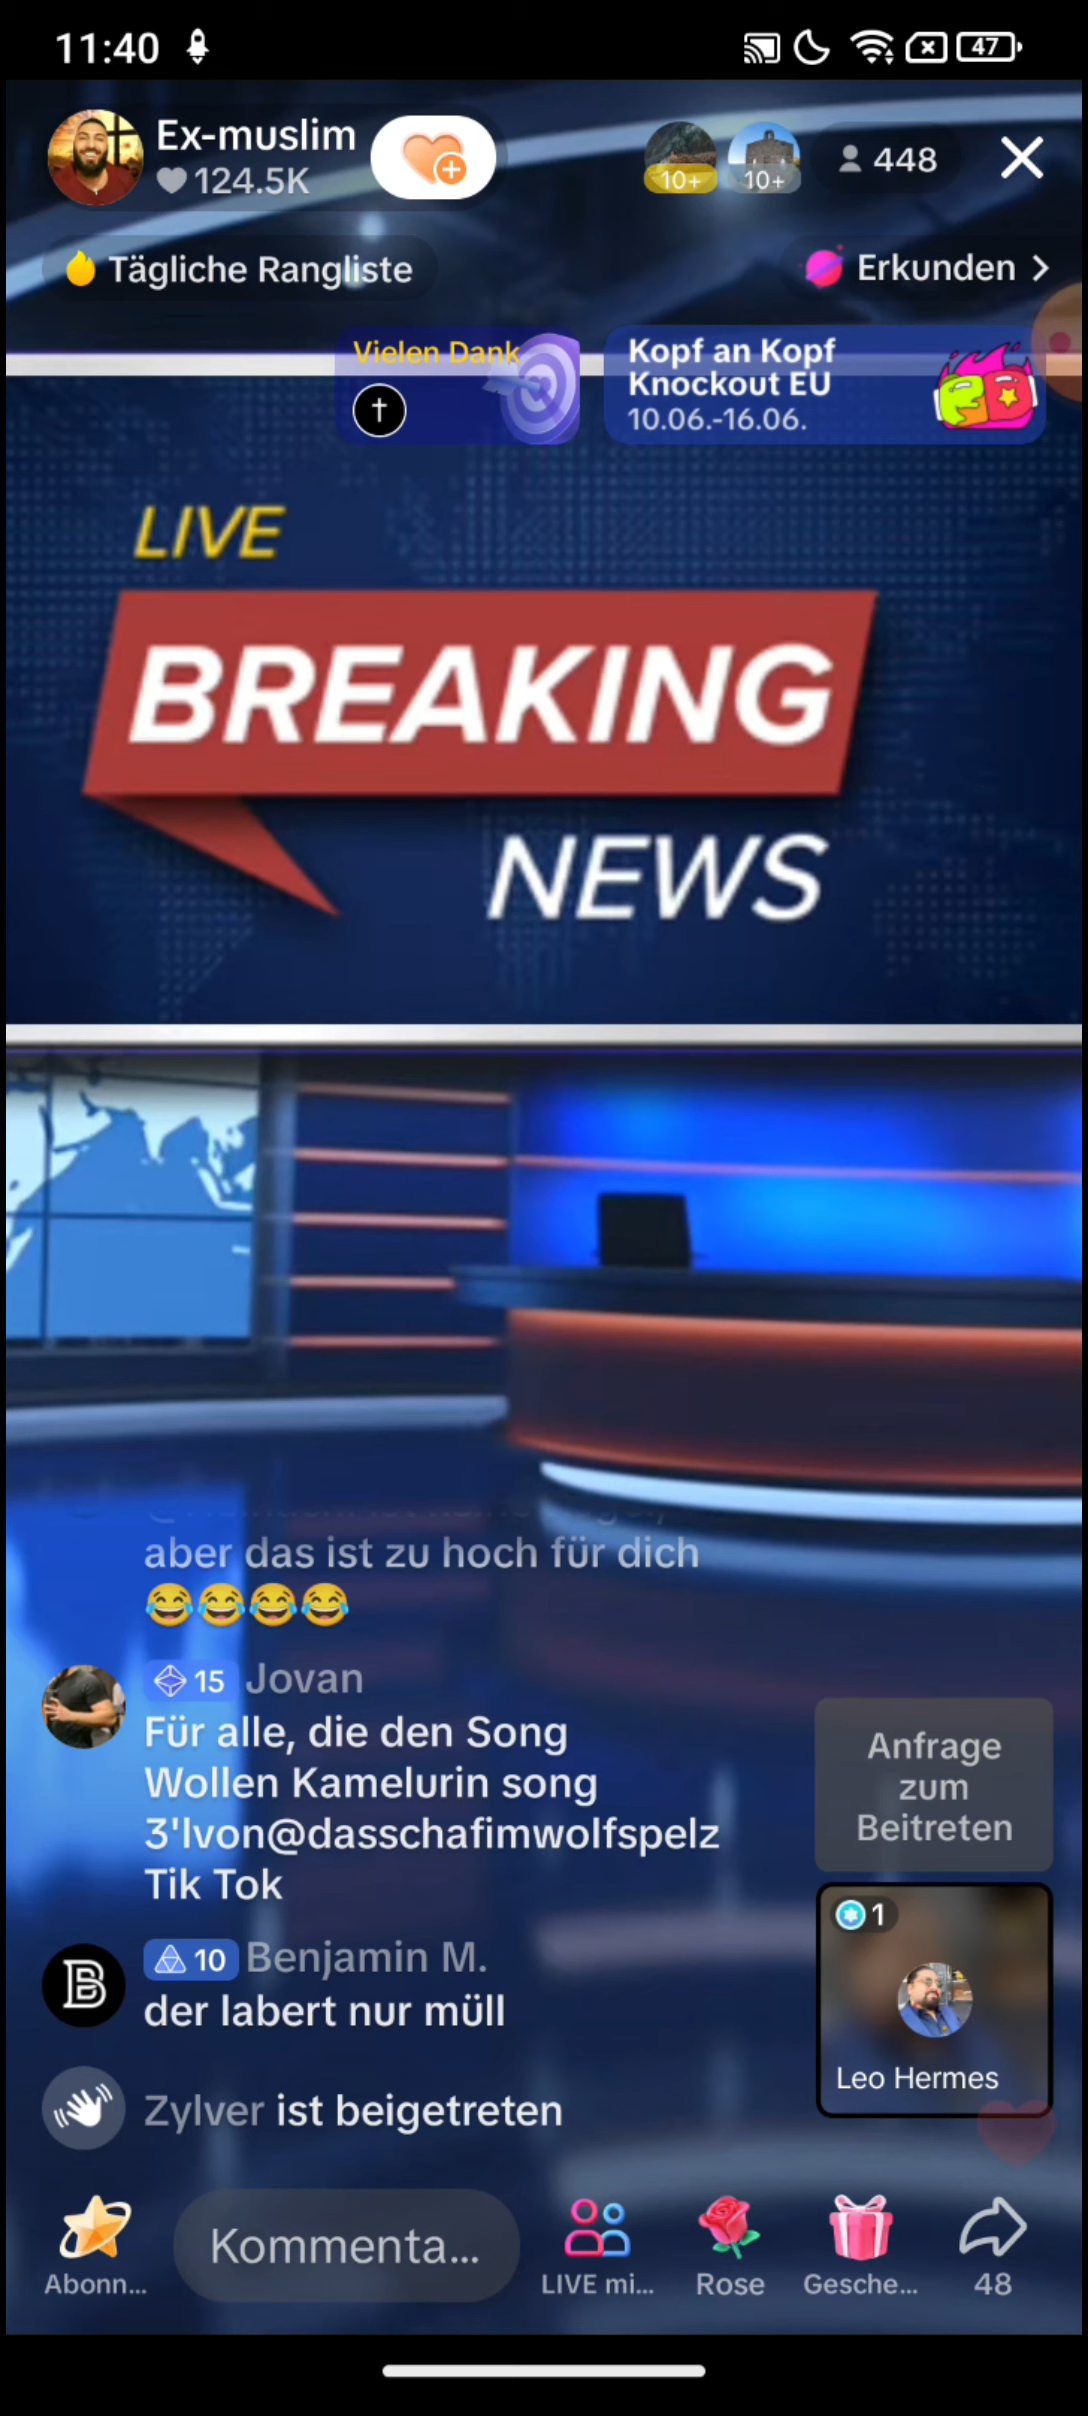 11:40
47
Ex-muslim
124.5K
10+
10+
448
Tägliche Rangliste
Erkunden
Vielen Dank
Kopf an Kopf
Knockout EU
10.06.-16.06.
LIVE
BREAKING
NEWS
aber das ist zu hoch für dich
😂😂😂😂
15 Jovan
Für alle, die den Song
Wollen Kamelurin song
3'lvon@dasschafimwolfspelz
Tik Tok
Anfrage
zum
Beitreten
1
Leo Hermes
B
10 Benjamin M.
der labert nur müll
Zylver ist beigetreten
Abonn...
Kommenta...
LIVE mi...
Rose
Gesche...
48